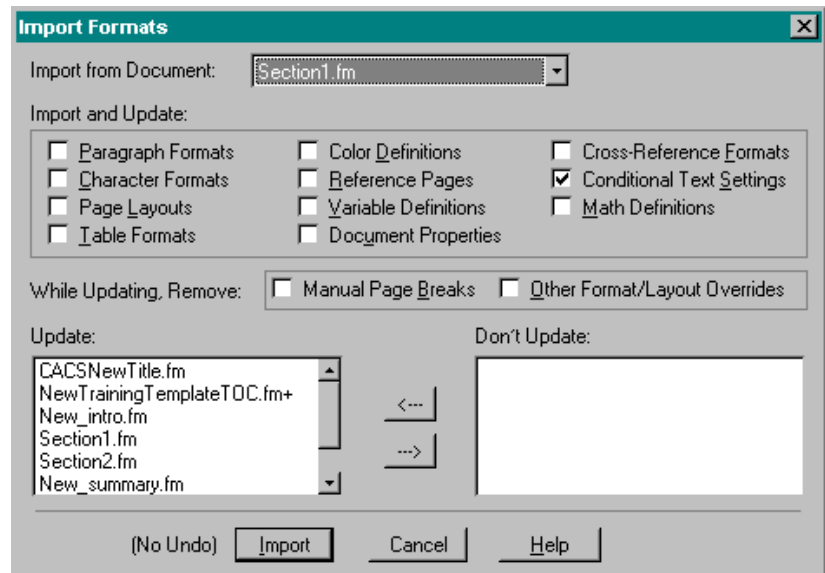 Import Formats
Import from Document: Section1.fm
Import and Update:
Paragraph Formats Color Definitions Cross-Reference Formats
Character Formats Reference Pages Conditional Text Settings
Page Layouts Variable Definitions Math Definitions
Table Formats Document Properties
While Updating, Remove: Manual Page Breaks Other Format/Layout Overrides
Update: Don't Update:
CACSNewTitle.fm
NewTrainingTemplateTOC.fm+
New_intro.fm
<---
Section1.fm
Section2.fm
--->
New_summary.fm
(No Undo) Import Cancel Help